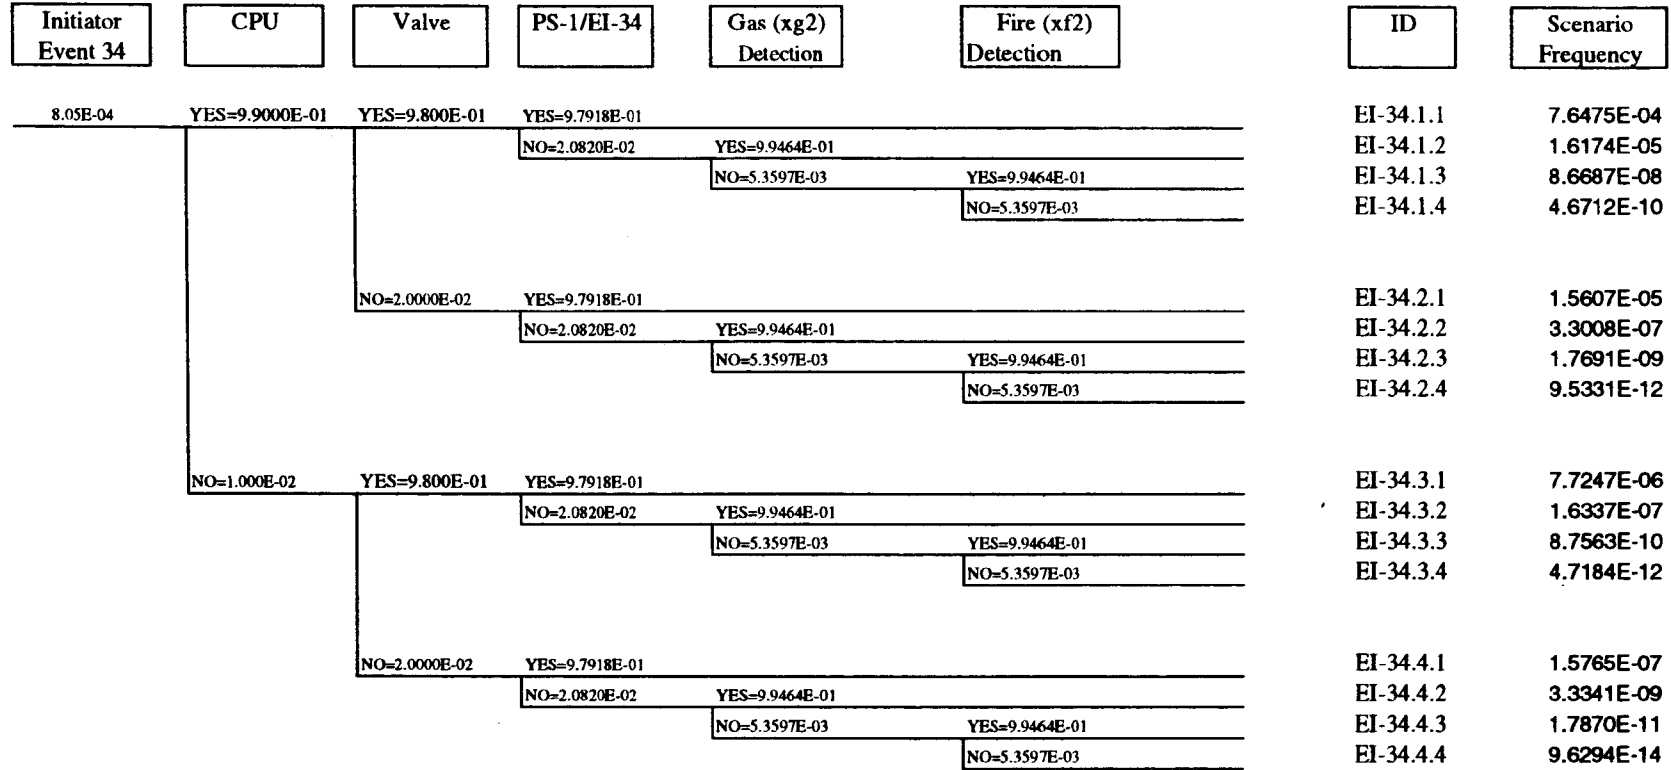 Initiator Event 34 CPU Valve PS-1/EI-34 Gas (xg2) Detection Fire (xf2) Detection ID Scenario Frequency
8.05E-04 YES=9.9000E-01 YES=9.800E-01 YES=9.7918E-01 EI-34.1.1 7.6475E-04
NO=2.0820E-02 YES=9.9464E-01 EI-34.1.2 1.6174E-05
NO=5.3597E-03 YES=9.9464E-01 EI-34.1.3 8.6687E-08
NO=5.3597E-03 EI-34.1.4 4.6712E-10
NO=2.0000E-02 YES=9.7918E-01 EI-34.2.1 1.5607E-05
NO=2.0820E-02 YES=9.9464E-01 EI-34.2.2 3.3008E-07
NO=5.3597E-03 YES=9.9464E-01 EI-34.2.3 1.7691E-09
NO=5.3597E-03 EI-34.2.4 9.5331E-12
NO=1.000E-02 YES=9.800E-01 YES=9.7918E-01 EI-34.3.1 7.7247E-06
NO=2.0820E-02 YES=9.9464E-01 EI-34.3.2 1.6337E-07
NO=5.3597E-03 YES=9.9464E-01 EI-34.3.3 8.7563E-10
NO=5.3597E-03 EI-34.3.4 4.7184E-12
NO=2.0000E-02 YES=9.7918E-01 EI-34.4.1 1.5765E-07
NO=2.0820E-02 YES=9.9464E-01 EI-34.4.2 3.3341E-09
NO=5.3597E-03 YES=9.9464E-01 EI-34.4.3 1.7870E-11
NO=5.3597E-03 EI-34.4.4 9.6294E-14